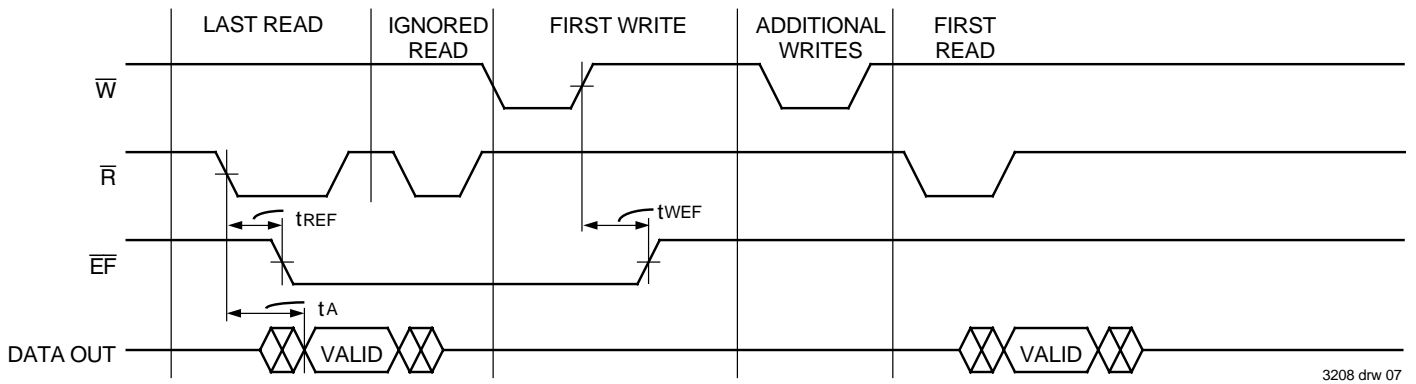 LAST READ
IGNORED
READ
FIRST WRITE
ADDITIONAL
WRITES
FIRST
READ
W̅
R̅
tREF
tWEF
E̅F̅
tA
DATA OUT
VALID
VALID
3208 drw 07